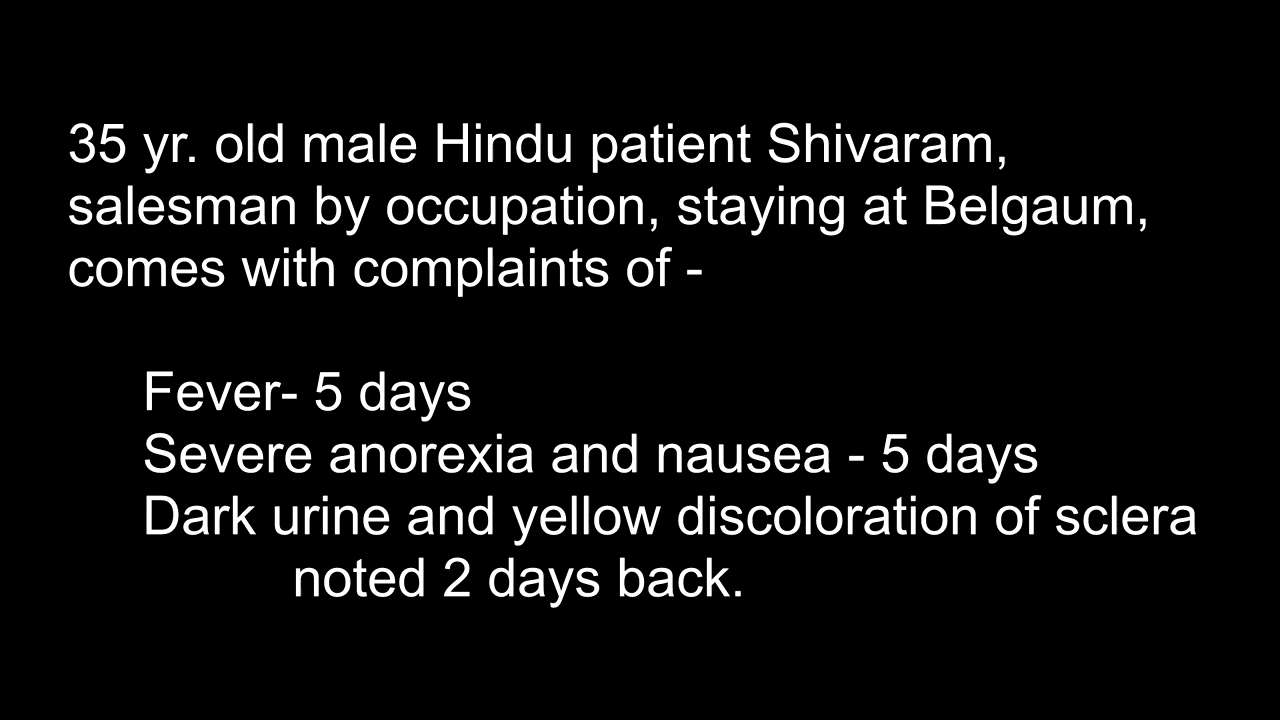 35 yr. old male Hindu patient Shivaram,
salesman by occupation, staying at Belgaum,
comes with complaints of -
Fever- 5 days
Severe anorexia and nausea - 5 days
Dark urine and yellow discoloration of sclera
noted 2 days back.